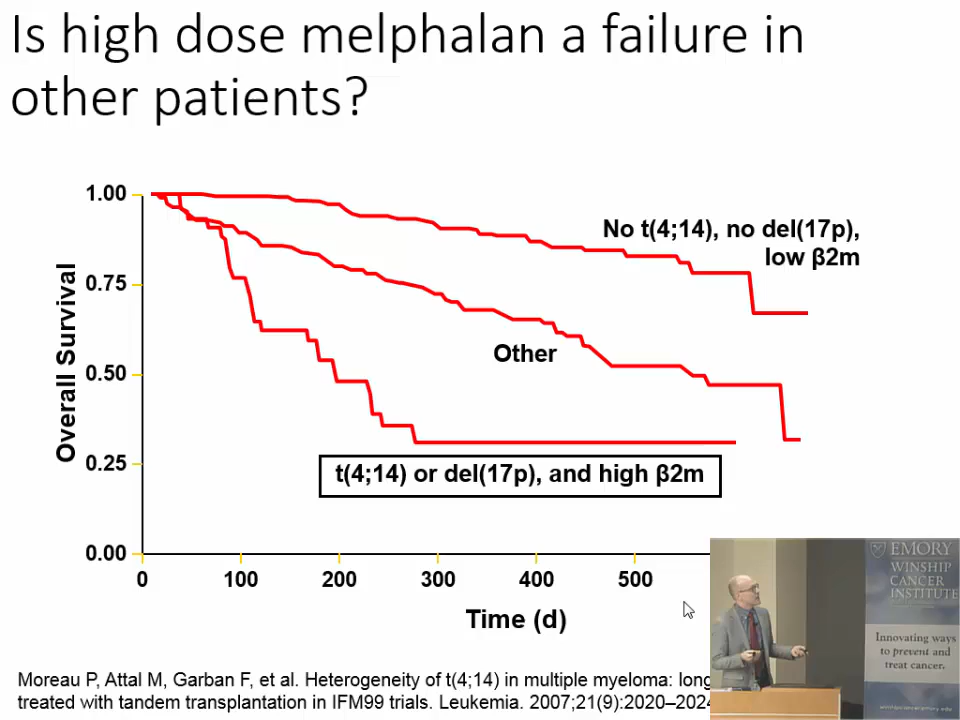 Is high dose melphalan a failure in
other patients?
1.00
0.75
0.50
0.25
0.00
Overall Survival
No t(4;14), no del(17p),
low β2m
Other
t(4;14) or del(17p), and high β2m
0
100
200
300
400
500
Time (d)
EMORY
WINSHIP
CANCER
INSTITUTE
Innovating ways
to prevent and
treat cancer.
Moreau P, Attal M, Garban F, et al. Heterogeneity of t(4;14) in multiple myeloma:
treated with tandem transplantation in IFM99 trials. Leukemia. 2007;21(9):2020–2024